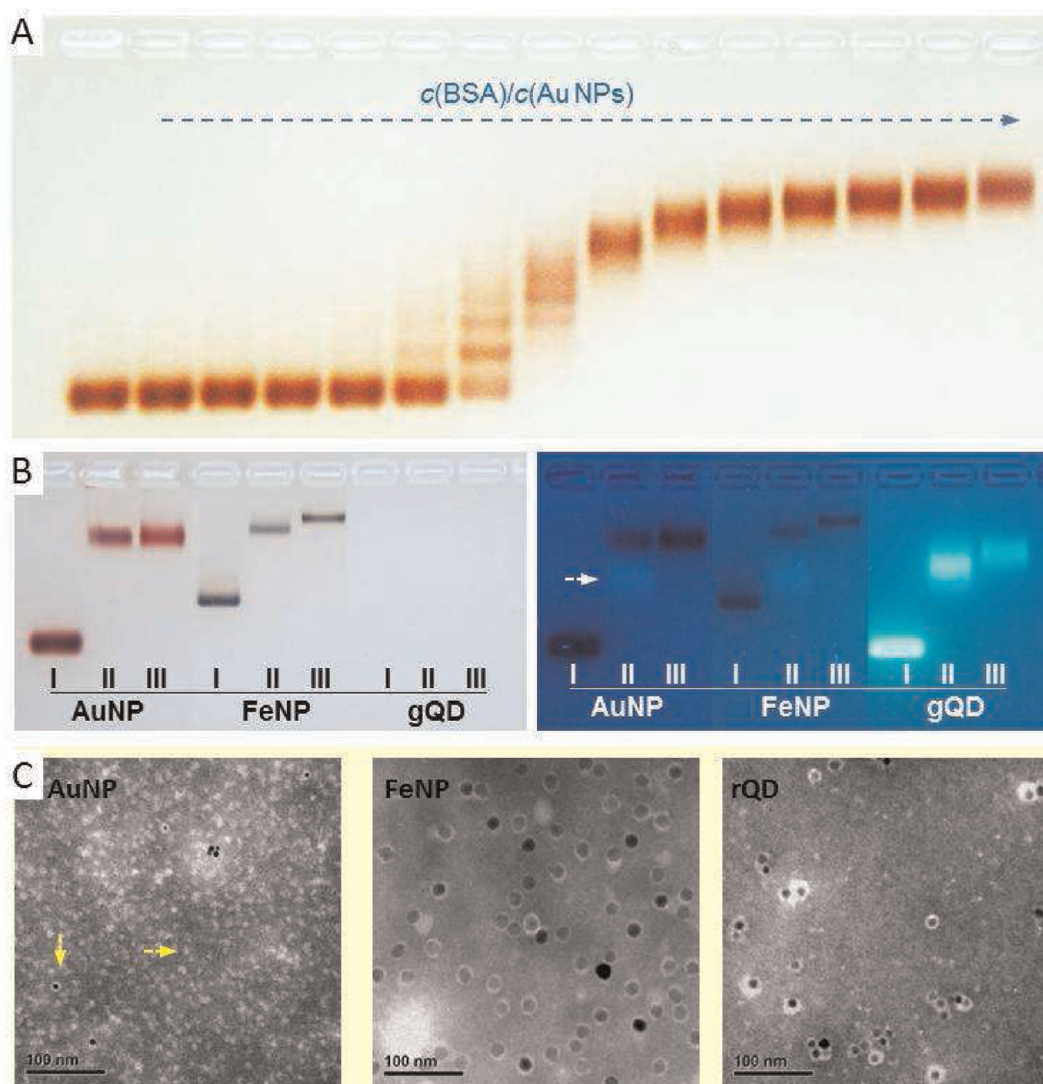 A
c(BSA)/c(Au NPs)
B
I II III I II III I II III
AuNP FeNP gQD
I II III I II III I II III
AuNP FeNP gQD
C
AuNP FeNP rQD
100 nm 100 nm 100 nm